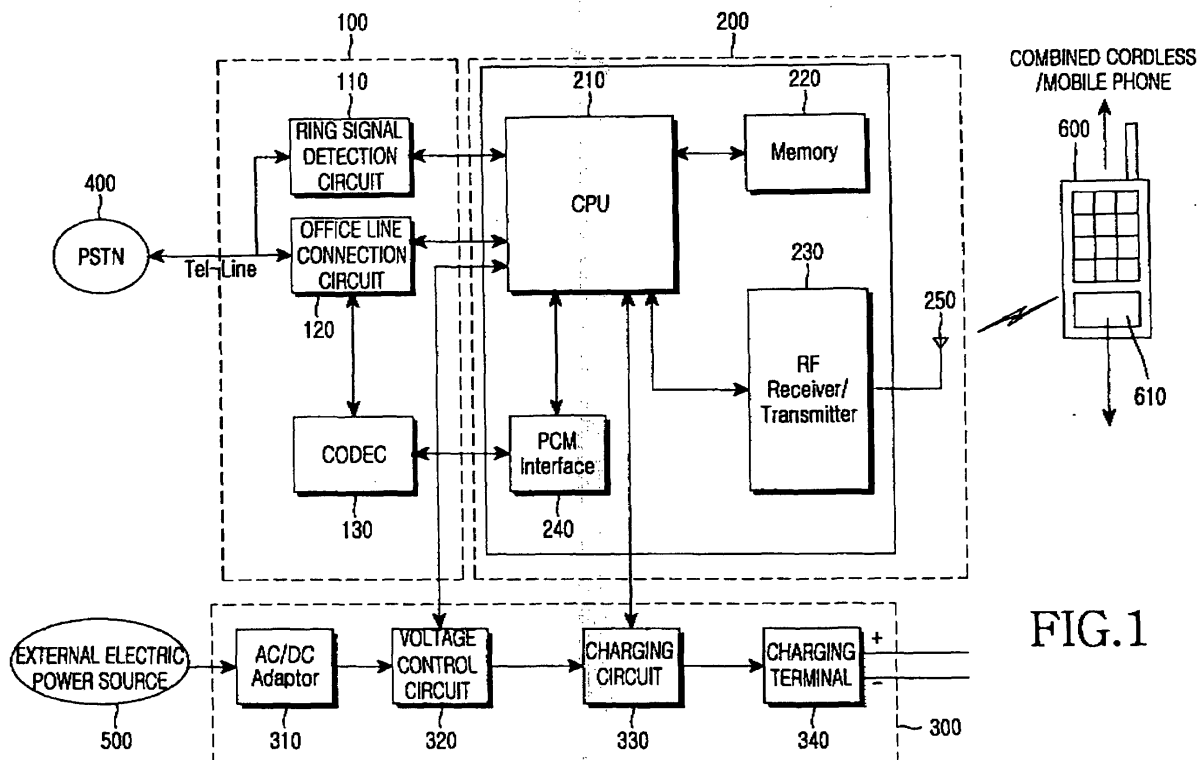 100
200
COMBINED CORDLESS
/MOBILE PHONE
110
210
220
600
RING SIGNAL
DETECTION
CIRCUIT
CPU
Memory
400
PSTN
Tel-Line
OFFICE LINE
CONNECTION
CIRCUIT
120
230
250
RF
Receiver/
Transmitter
610
CODEC
130
PCM
Interface
240
FIG.1
EXTERNAL ELECTRIC
POWER SOURCE
500
AC/DC
Adaptor
310
VOLTAGE
CONTROL
CIRCUIT
320
CHARGING
CIRCUIT
330
CHARGING
TERMINAL
340
+
-
300